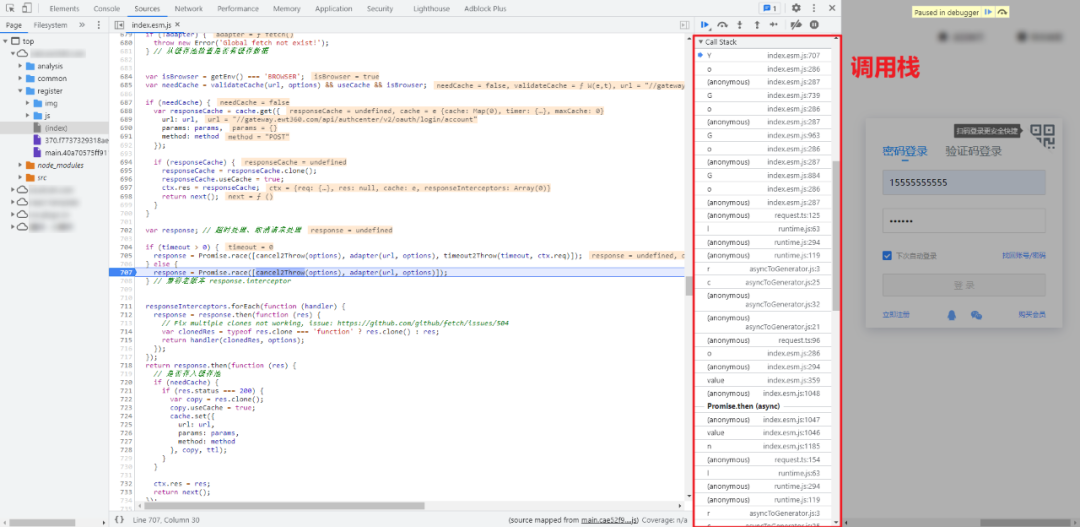 Elements Console Sources Network Performance Memory Application Security Lighthouse Adblock Plus 1
Page Filesystem
top
analysis
common
register
img
js
(index)
370.f7737329318ae
main.40a70575ff91
node_modules
src
index.esm.js
679 if (!adapter) { adapter = ƒ fetch()
680 throw new Error('Global fetch not exist!');
681 } // 从缓存池检查是否有缓存数据
684 var isBrowser = getEnv() === 'BROWSER'; isBrowser = true
685 var needCache = validateCache(url, options) && useCache && isBrowser; needCache = false, validateCache = ƒ W(e,t), url = "//gateway
687 if (needCache) { needCache = false
688 var responseCache = cache.get({ responseCache = undefined, cache = e {cache: Map(0), timer: {…}, maxCache: 0}
689 url: url, url = "//gateway.ewt360.com/api/authcenter/v2/oauth/login/account"
690 params: params, params = {}
691 method: method method = "POST"
692 });
693
694 if (responseCache) { responseCache = undefined
695 responseCache = responseCache.clone();
696 responseCache.useCache = true;
697 ctx.res = responseCache; ctx = {req: {…}, res: null, cache: e, responseInterceptors: Array(0)}
698 return next(); next = ƒ ()
699 }
700 }
701
702 var response; // 超时处理、取消请求处理 response = undefined
704 if (timeout > 0) { timeout = 0
705 response = Promise.race([cancel2Throw(options), adapter(url, options), timeout2Throw(timeout, ctx.req)]); response = undefined, c
706 } else {
707 response = Promise.race([cancel2Throw(options), adapter(url, options)]);
708 } // 兼容老版本 response.interceptor
711 responseInterceptors.forEach(function (handler) {
712 response = response.then(function (res) {
713 // Fix multiple clones not working, issue: https://github.com/github/fetch/issues/504
714 var clonedRes = typeof res.clone === 'function' ? res.clone() : res;
715 return handler(clonedRes, options);
716 });
717 });
718 return response.then(function (res) {
719 // 是否存入缓存池
720 if (needCache) {
721 if (res.status === 200) {
722 var copy = res.clone();
723 copy.useCache = true;
724 cache.set({
725 url: url,
726 params: params,
727 method: method
728 }, copy, ttl);
729 }
730 }
731
732 ctx.res = res;
733 return next();
734 });
{} Line 707, Column 30 (source mapped from main.cae52f9…js) Coverage: n/a
Call Stack
Y index.esm.js:707
o index.esm.js:286
(anonymous) index.esm.js:287
G index.esm.js:739
o index.esm.js:286
(anonymous) index.esm.js:287
G index.esm.js:963
o index.esm.js:286
(anonymous) index.esm.js:287
G index.esm.js:884
o index.esm.js:286
(anonymous) index.esm.js:287
(anonymous) request.ts:125
l runtime.js:63
(anonymous) runtime.js:294
(anonymous) runtime.js:119
r asyncToGenerator.js:3
c asyncToGenerator.js:25
(anonymous) asyncToGenerator.js:32
(anonymous) asyncToGenerator.js:21
(anonymous) request.ts:96
o index.esm.js:286
(anonymous) index.esm.js:294
value index.esm.js:359
(anonymous) index.esm.js:1048
Promise.then (async)
(anonymous) index.esm.js:1047
value index.esm.js:1046
n index.esm.js:1185
(anonymous) request.ts:154
l runtime.js:63
(anonymous) runtime.js:294
(anonymous) runtime.js:119
r asyncToGenerator.js:3
调用栈
Paused in debugger
扫码登录更安全快捷
密码登录 验证码登录
15555555555
••••••
下次自动登录 找回账号/密码
登 录
立即注册 购买会员